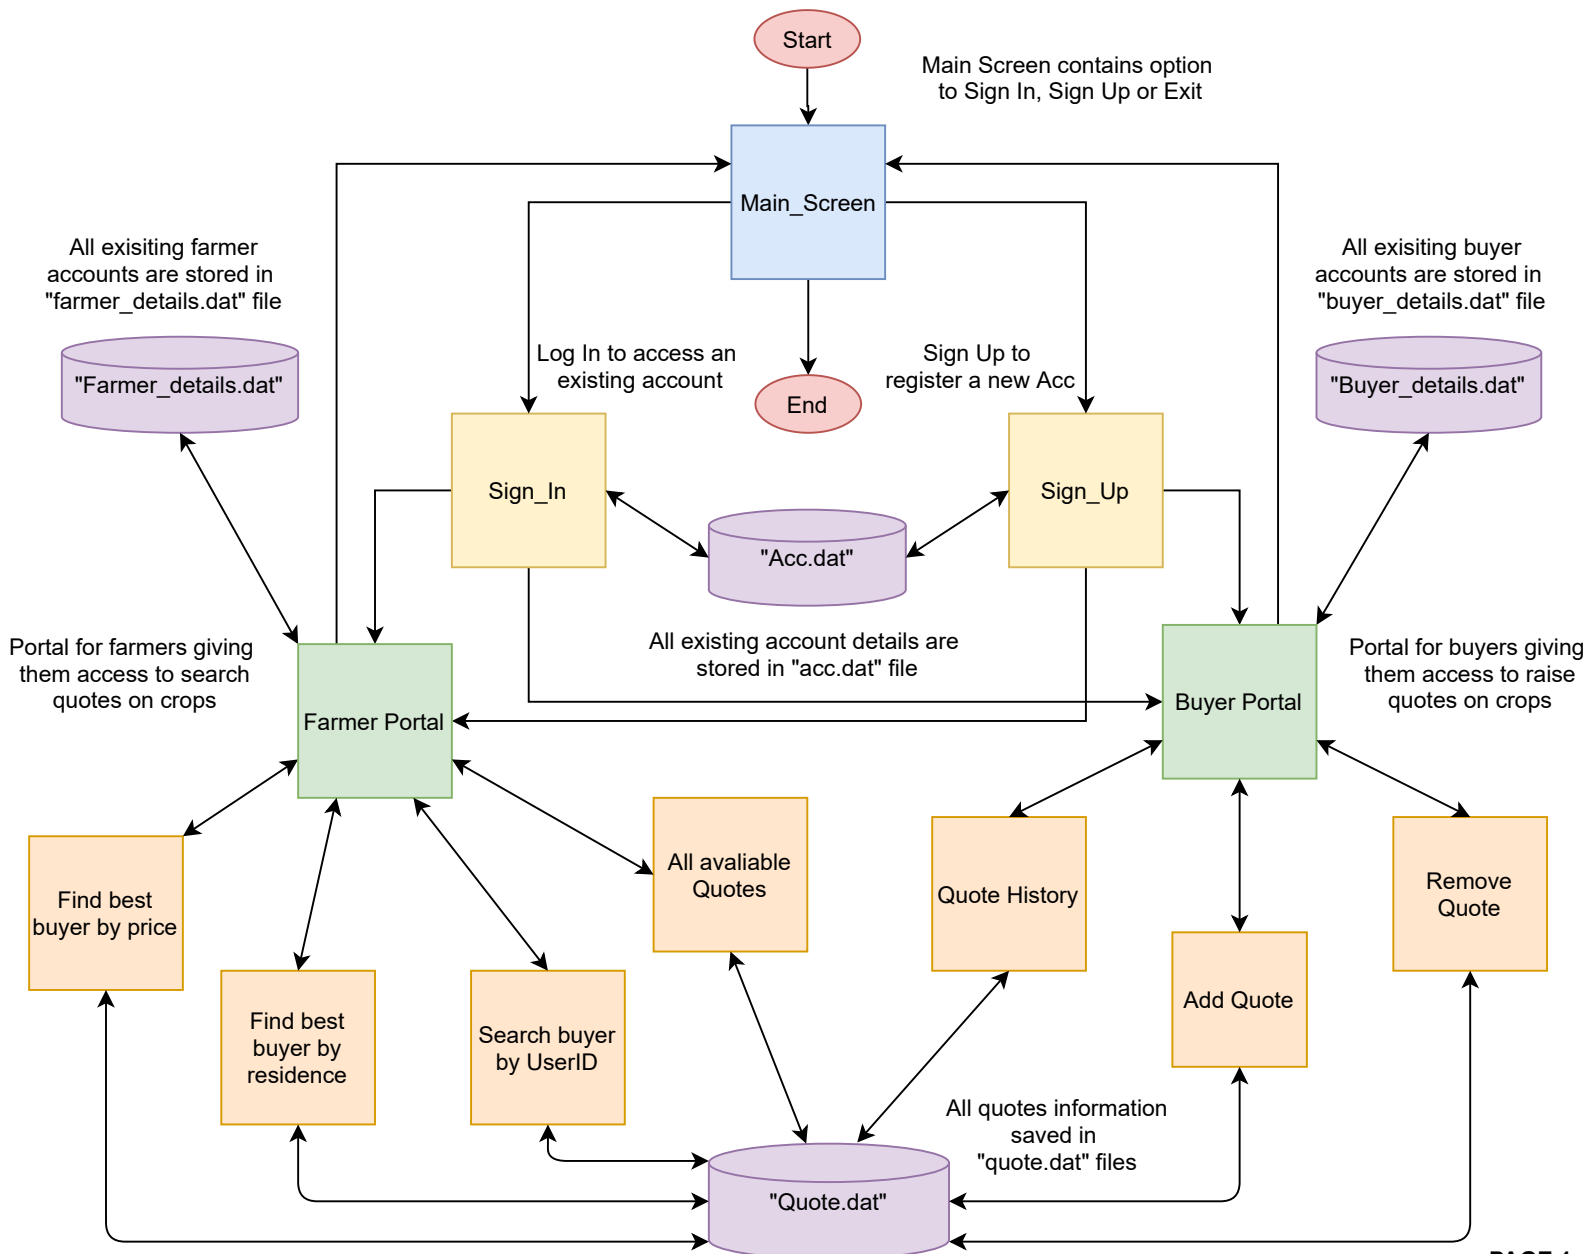 Start
Main Screen contains option
to Sign In, Sign Up or Exit
Main_Screen
All exisiting farmer
accounts are stored in
"farmer_details.dat" file
All exisiting buyer
accounts are stored in
"buyer_details.dat" file
"Farmer_details.dat"
Log In to access an
existing account
Sign Up to
register a new Acc
"Buyer_details.dat"
End
Sign_In
Sign_Up
"Acc.dat"
All existing account details are
stored in "acc.dat" file
Portal for farmers giving
them access to search
quotes on crops
Farmer Portal
Buyer Portal
Portal for buyers giving
them access to raise
quotes on crops
Find best
buyer by price
All avaliable
Quotes
Quote History
Remove
Quote
Find best
buyer by
residence
Search buyer
by UserID
Add Quote
All quotes information
saved in
"quote.dat" files
"Quote.dat"